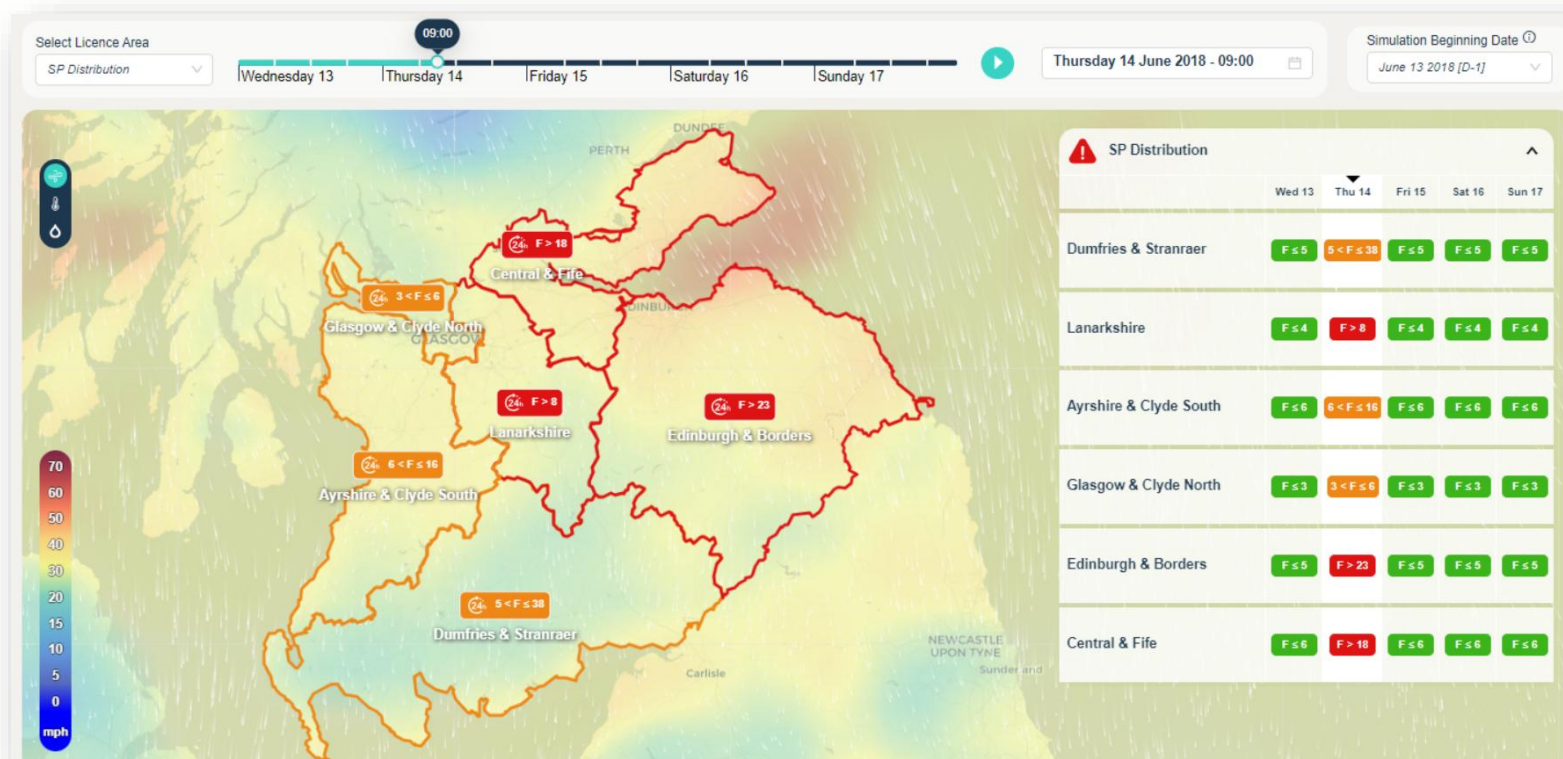 Select Licence Area
SP Distribution
09:00
Wednesday 13
Thursday 14
Friday 15
Saturday 16
Sunday 17
Thursday 14 June 2018 - 09:00
Simulation Beginning Date
June 13 2018 [D-1]
DUNDEE
PERTH
24h F > 18
Central & Fife
24h 3 < F ≤ 6
Glasgow & Clyde North
GLASGOW
EDINBURGH
24h F > 8
Lanarkshire
24h F > 23
Edinburgh & Borders
24h 6 < F ≤ 16
Ayrshire & Clyde South
24h 5 < F ≤ 38
Dumfries & Stranraer
NEWCASTLE
UPON TYNE
Sunderland
Carlisle
70
60
50
40
30
20
15
10
5
0
mph
SP Distribution
Wed 13 Thu 14 Fri 15 Sat 16 Sun 17
Dumfries & Stranraer F ≤ 5 5 < F ≤ 38 F ≤ 5 F ≤ 5 F ≤ 5
Lanarkshire F ≤ 4 F > 8 F ≤ 4 F ≤ 4 F ≤ 4
Ayrshire & Clyde South F ≤ 6 6 < F ≤ 16 F ≤ 6 F ≤ 6 F ≤ 6
Glasgow & Clyde North F ≤ 3 3 < F ≤ 6 F ≤ 3 F ≤ 3 F ≤ 3
Edinburgh & Borders F ≤ 5 F > 23 F ≤ 5 F ≤ 5 F ≤ 5
Central & Fife F ≤ 6 F > 18 F ≤ 6 F ≤ 6 F ≤ 6